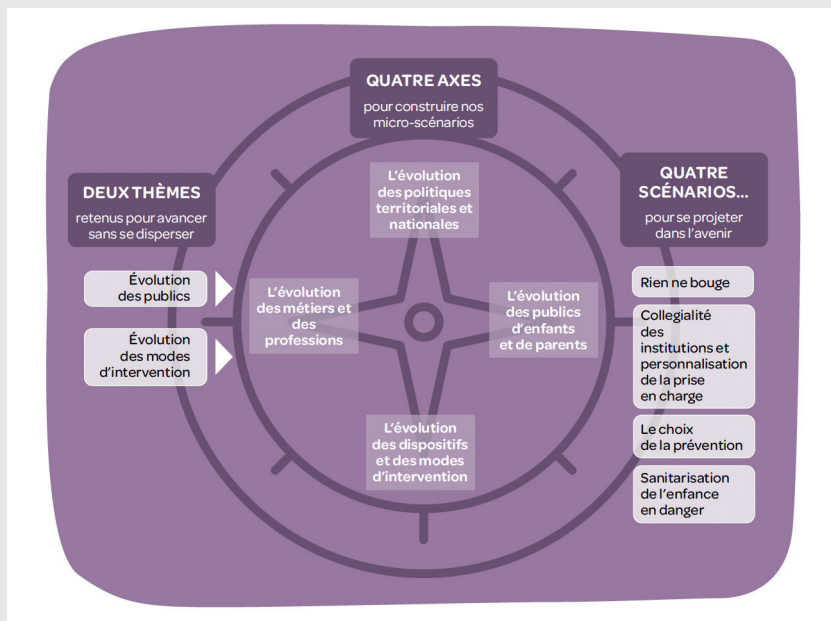 QUATRE AXES
pour construire nos
micro-scénarios
DEUX THÈMES
retenus pour avancer
sans se disperser
Évolution
des publics
Évolution
des modes
d'intervention
L'évolution
des politiques
territoriales et
nationales
L'évolution
des métiers et
des
professions
L'évolution
des publics
d'enfants
et de parents
L'évolution
des dispositifs
et des modes
d'intervention
QUATRE
SCÉNARIOS...
pour se projeter
dans l'avenir
Rien ne bouge
Collegialité
des
institutions et
personnalisation
de la prise
en charge
Le choix
de la prévention
Sanitarisation
de l'enfance
en danger